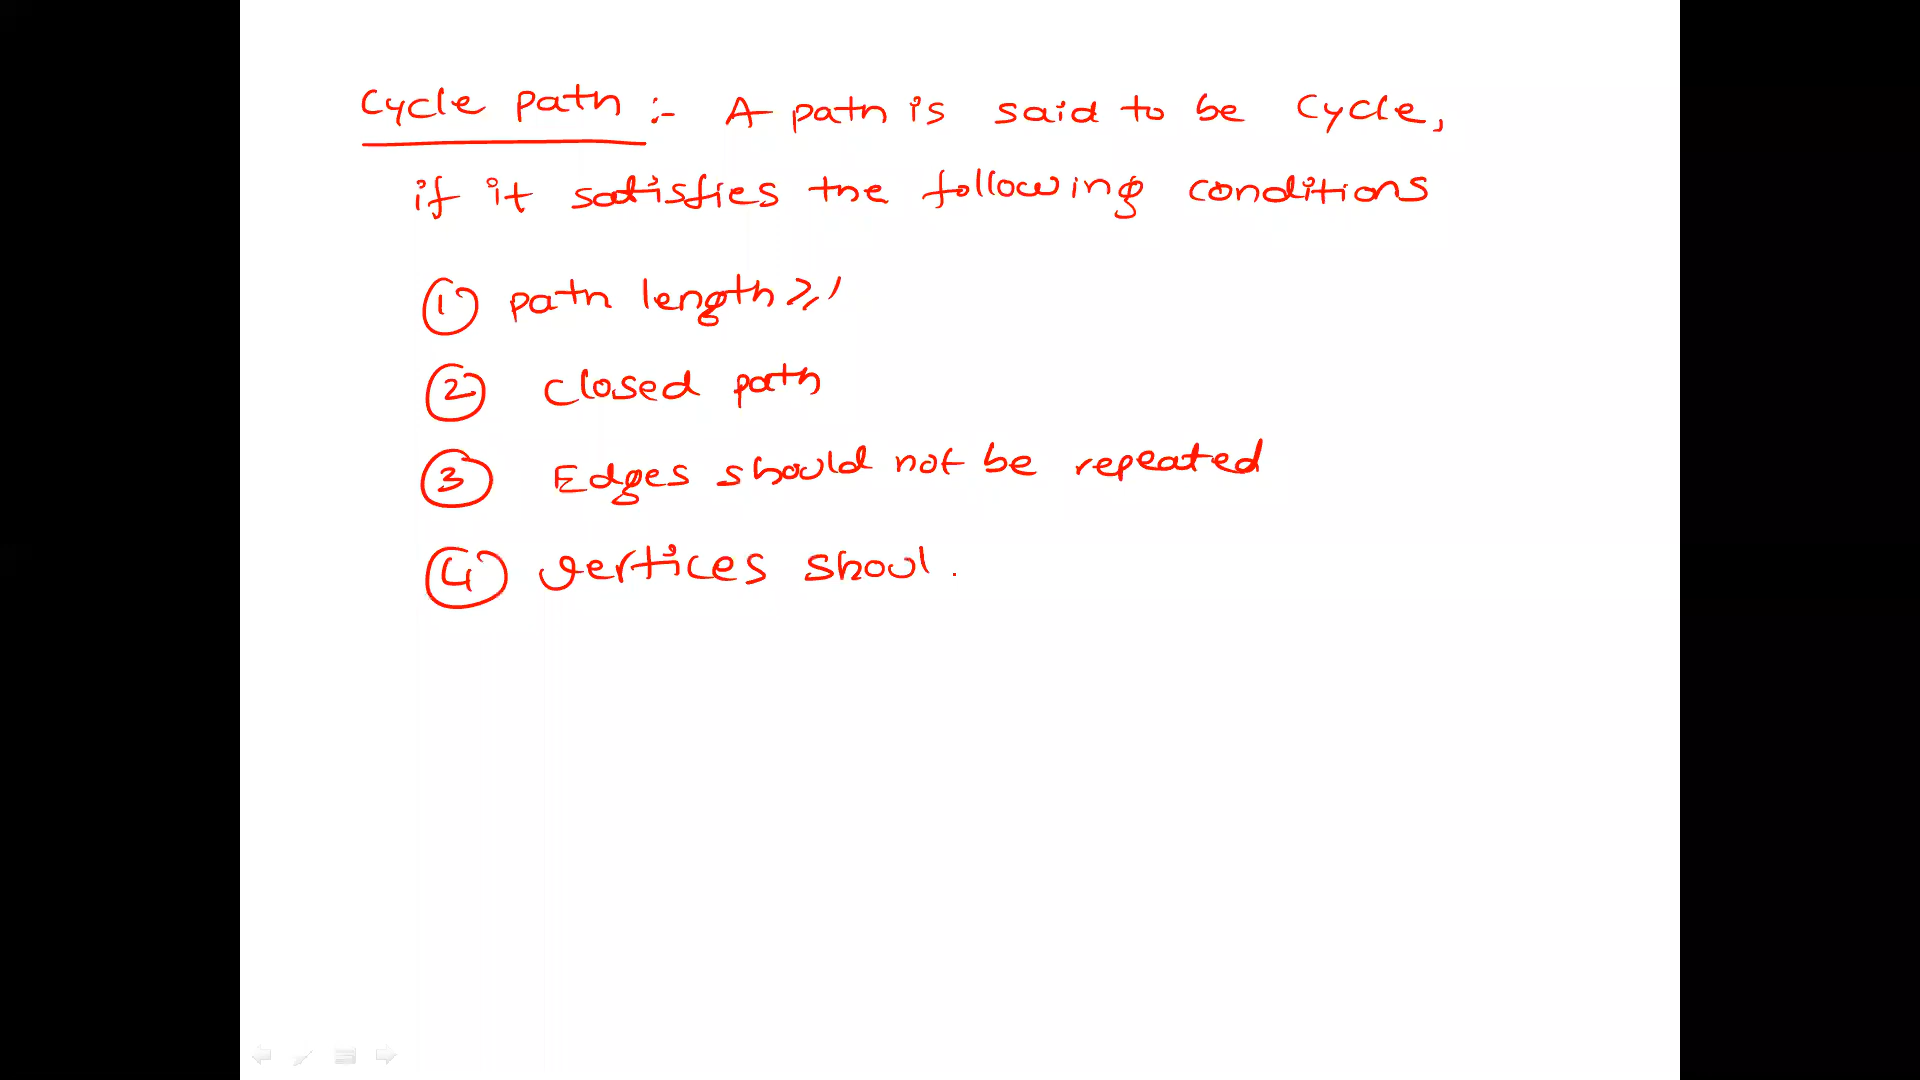 Cycle path :- A path is said to be Cycle,
if it satisfies the following conditions
① path length ≥ 1
② closed path
③ Edges should not be repeated
④ vertices shoul